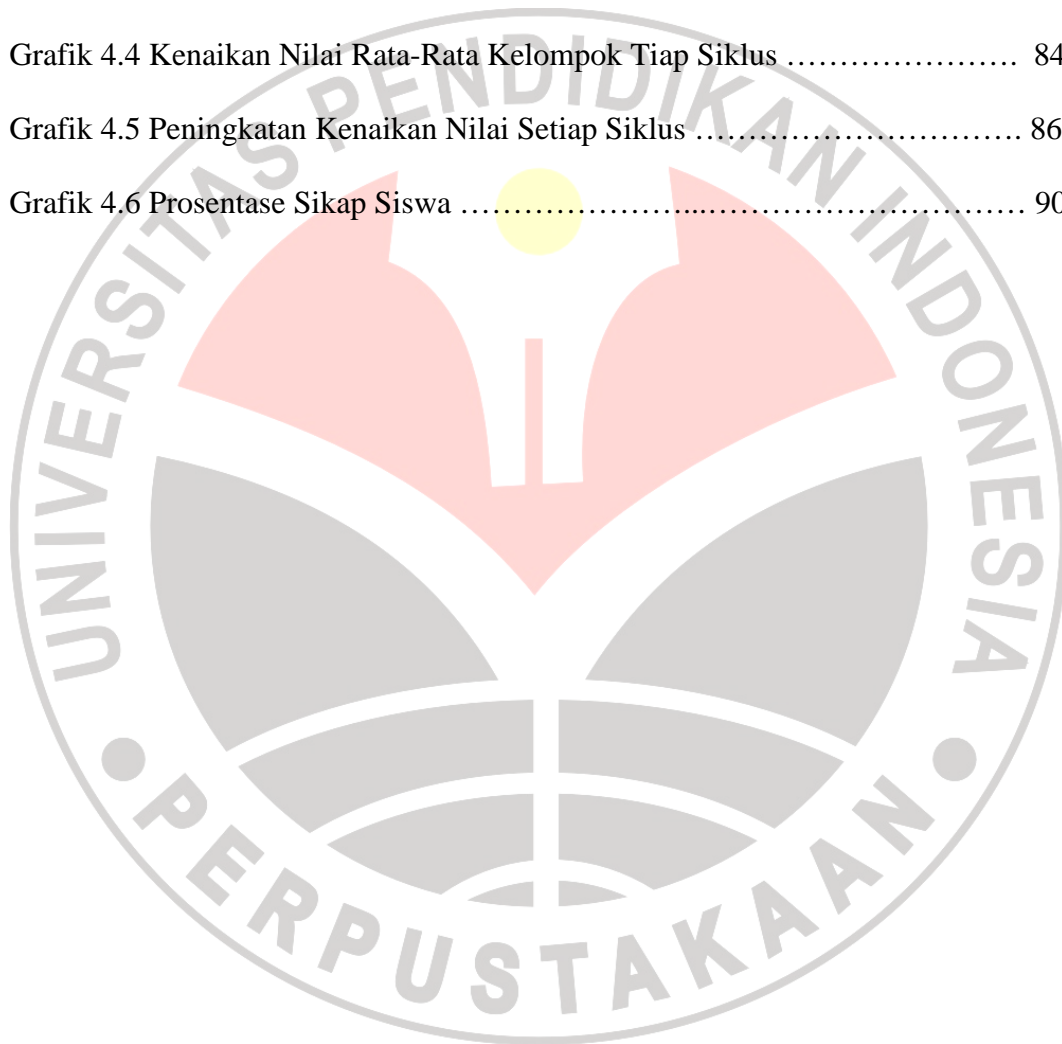 Grafik 4.4 Kenaikan Nilai Rata-Rata Kelompok Tiap Siklus ………………… 84
Grafik 4.5 Peningkatan Kenaikan Nilai Setiap Siklus ………………………… 86
Grafik 4.6 Prosentase Sikap Siswa …………………...………………………… 90
UNIVERSITAS PENDIDIKAN INDONESIA
PERPUSTAKAAN